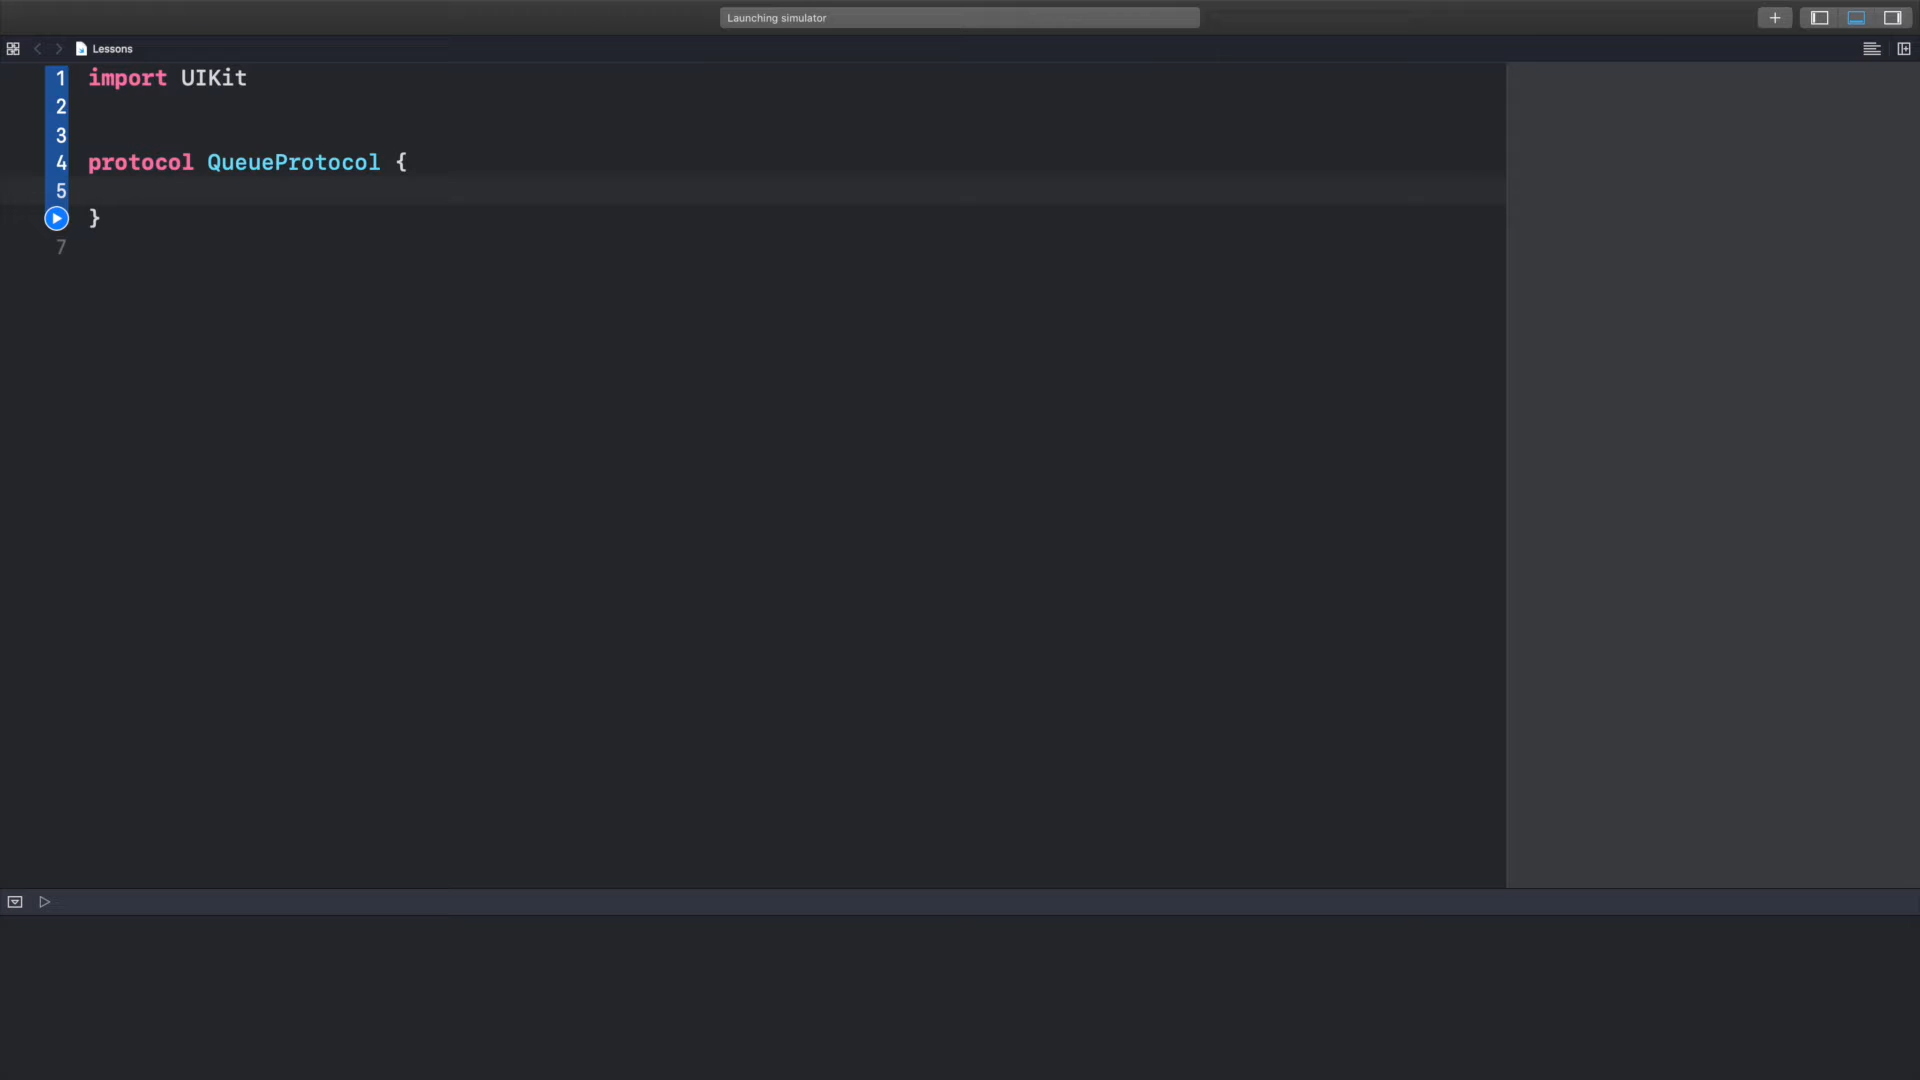 Launching simulator
Lessons
1 import UIKit
2
3
4 protocol QueueProtocol {
5
}
7